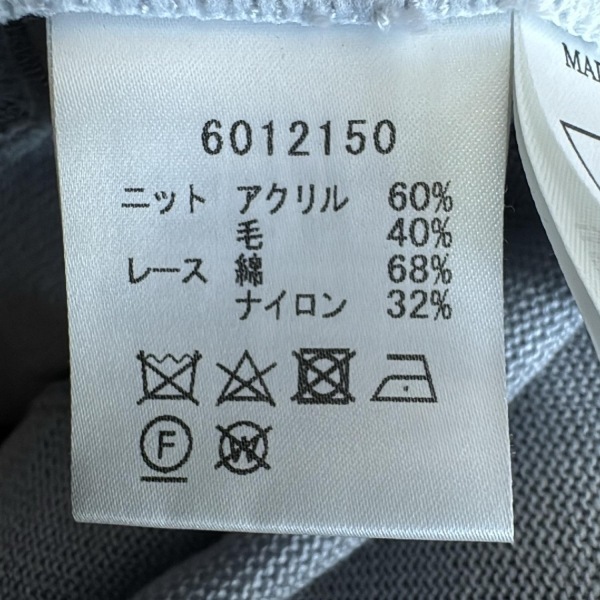 6012150
ニット アクリル 60%
毛 40%
レース 綿 68%
ナイロン 32%
F
W